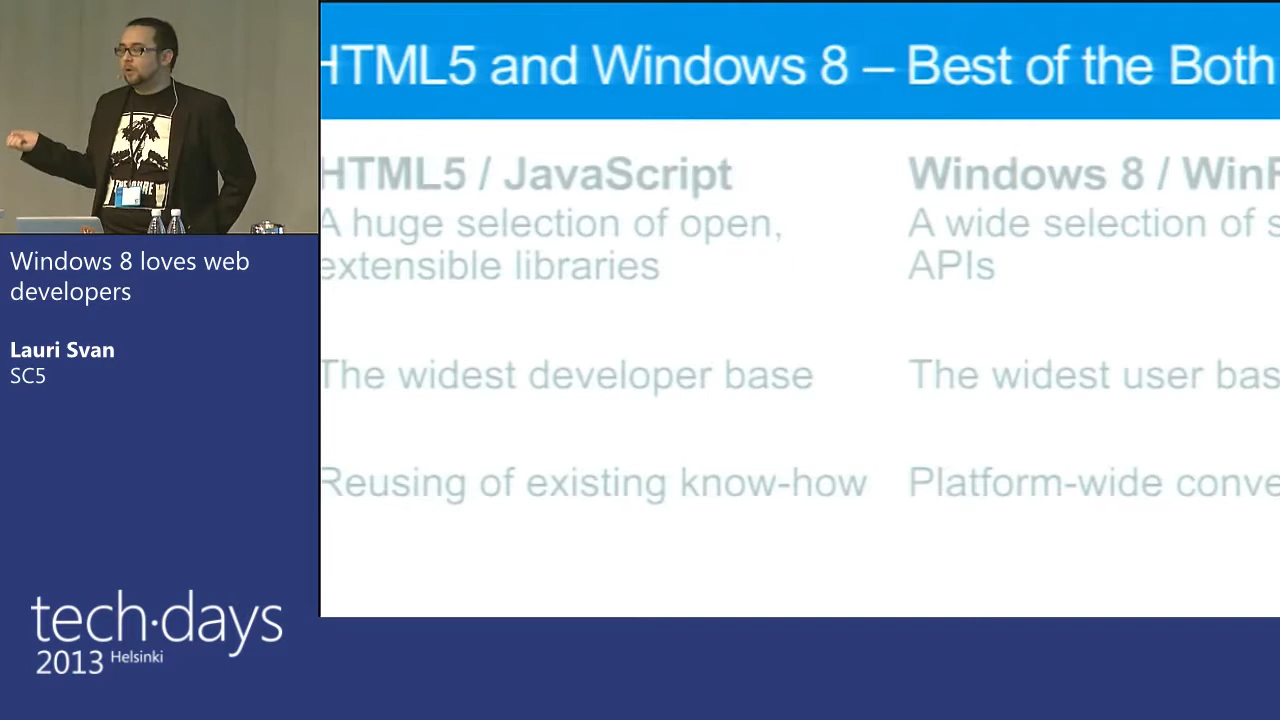 HTML5 and Windows 8 – Best of the Both
HTML5 / JavaScript
A huge selection of open,
extensible libraries
The widest developer base
Reusing of existing know-how
Windows 8 / Win
A wide selection of s
APIs
The widest user bas
Platform-wide conve
Windows 8 loves web
developers
Lauri Svan
SC5
tech·days
2013 Helsinki